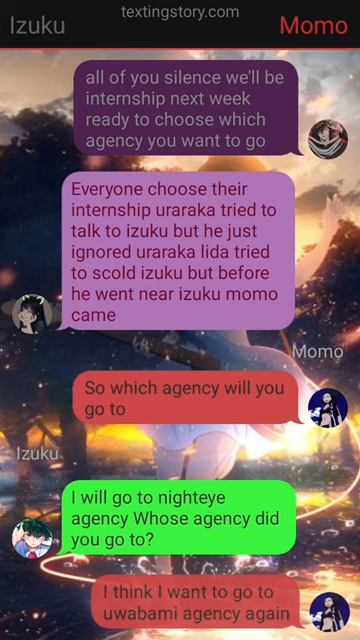 textingstory.com
Izuku
Momo
all of you silence we'll be
internship next week
ready to choose which
agency you want to go
Everyone choose their
internship uraraka tried to
talk to izuku but he just
ignored uraraka Iida tried
to scold izuku but before
he went near izuku momo
came
Momo
So which agency will you
go to
Izuku
I will go to nighteye
agency Whose agency did
you go to?
I think I want to go to
uwabami agency again